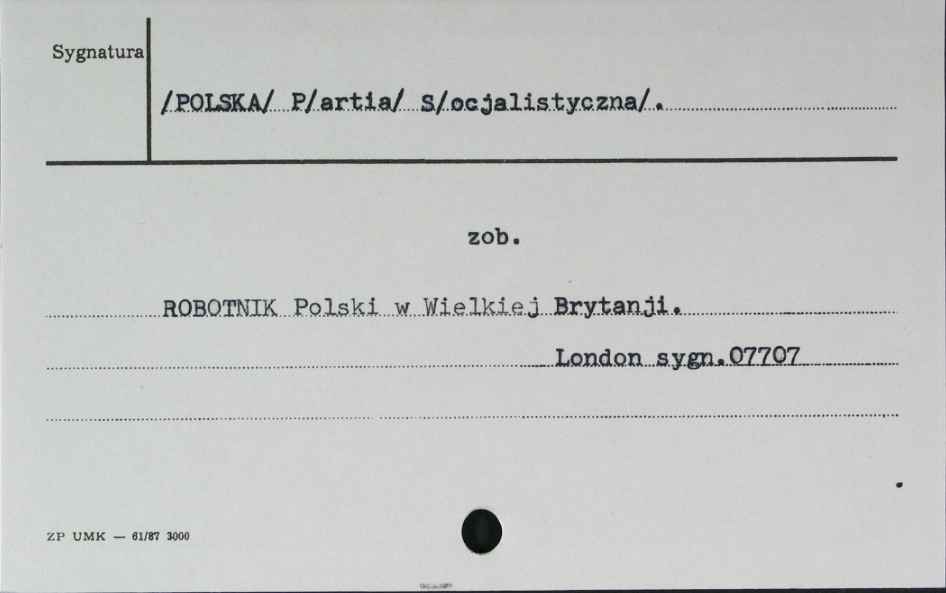 Sygnatura
/POLSKA/ P/artia/ S/ocjalistyczna/.
zob.
ROBOTNIK Polski w Wielkiej Brytanji.
London sygn.07707
ZP UMK — 61/87 3000